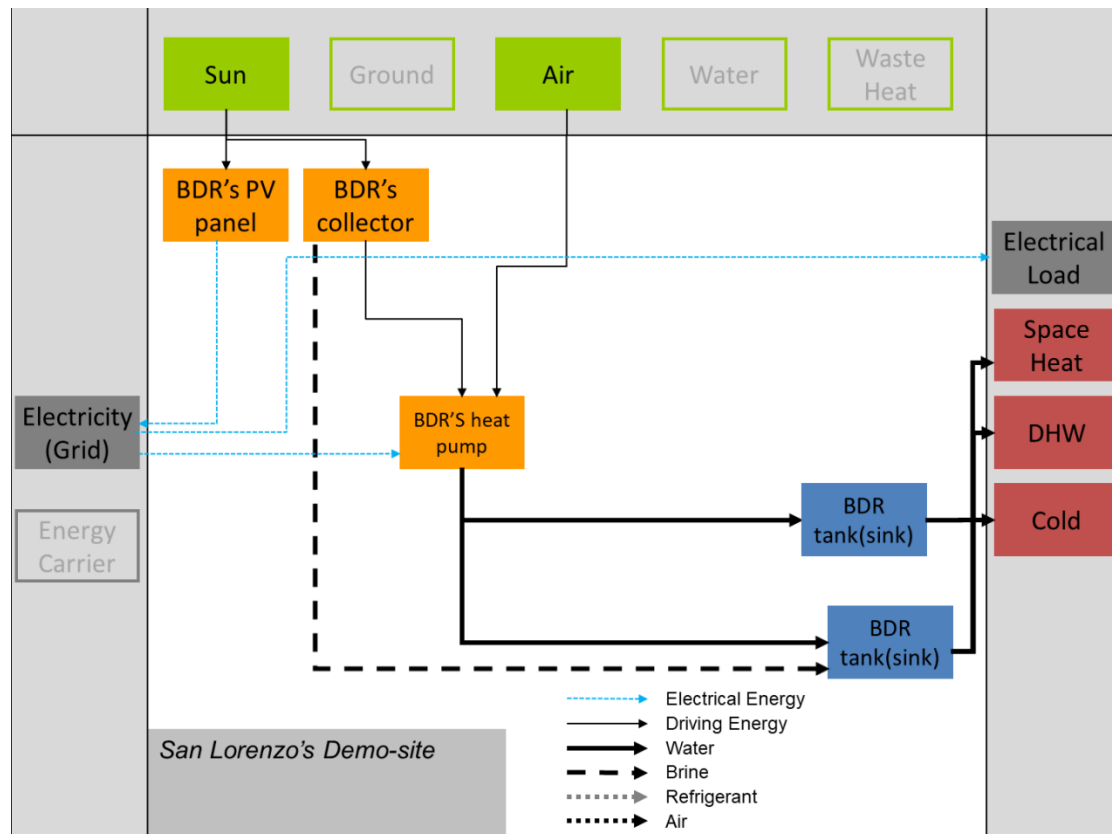 Sun
Ground
Air
Water
Waste
Heat
BDR's PV
panel
BDR's
collector
Electrical
Load
Space
Heat
Electricity
(Grid)
BDR'S heat
pump
DHW
BDR
tank(sink)
Cold
Energy
Carrier
BDR
tank(sink)
Electrical Energy
Driving Energy
Water
Brine
Refrigerant
Air
San Lorenzo's Demo-site